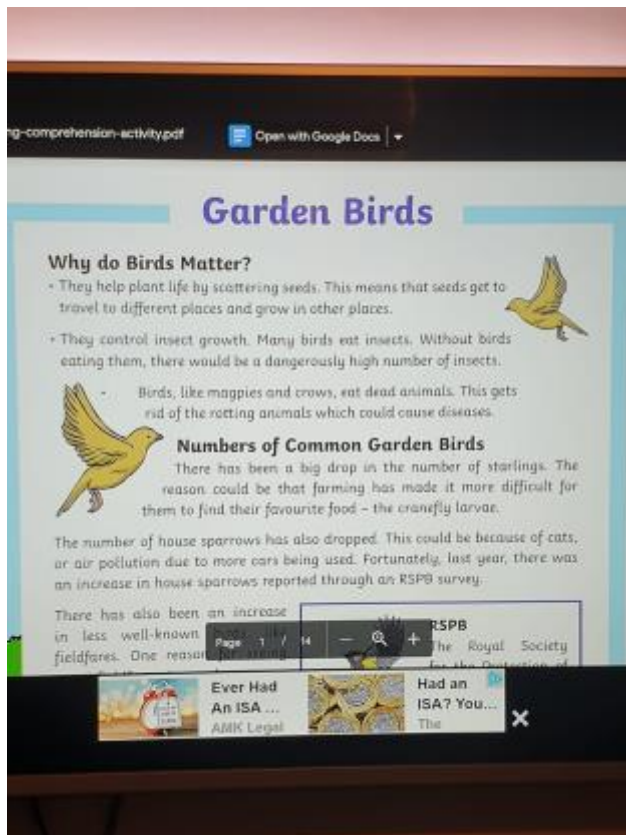 ng-comprehension-activity.pdf
Open with Google Docs
Garden Birds
Why do Birds Matter?
• They help plant life by scattering seeds. This means that seeds get to
travel to different places and grow in other places.
• They control insect growth. Many birds eat insects. Without birds
eating them, there would be a dangerously high number of insects.
• Birds, like magpies and crows, eat dead animals. This gets
rid of the rotting animals which could cause diseases.
Numbers of Common Garden Birds
There has been a big drop in the number of starlings. The
reason could be that farming has made it more difficult for
them to find their favourite food – the cranefly larvae.
The number of house sparrows has also dropped. This could be because of cats,
or air pollution due to more cars being used. Fortunately, last year, there was
an increase in house sparrows reported through an RSPB survey.
There has also been an increase
in less well-known
fieldfares. One reason for seeing
RSPB
The Royal Society
for the Protection of
Page 1 / 14
Ever Had
An ISA ...
AMK Legal
Had an
ISA? You...
The